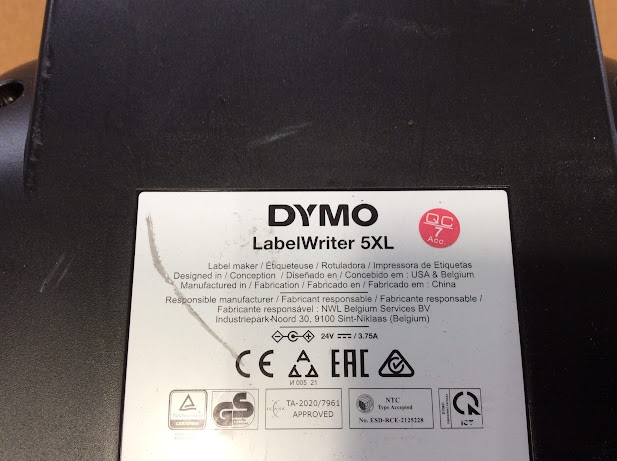 DYMO
LabelWriter 5XL
QC
7
Acc.
Label maker / Étiqueteuse / Rotuladora / Impressora de Etiquetas
Designed in / Conception / Diseñado en / Concebido em : USA & Belgium
Manufactured in / Fabrication / Fabricado en / Fabricado em : China
Responsible manufacturer / Fabricant responsable / Fabricante responsable /
Fabricante responsável : NWL Belgium Services BV
Industriepark-Noord 30, 9100 Sint-Niklaas (Belgium)
24V / 3.75A
CE
EAC
И 005 21
GS
TA-2020/7961
APPROVED
NTC
Type Accepted
No. ESD-RCE-2125228
ICT